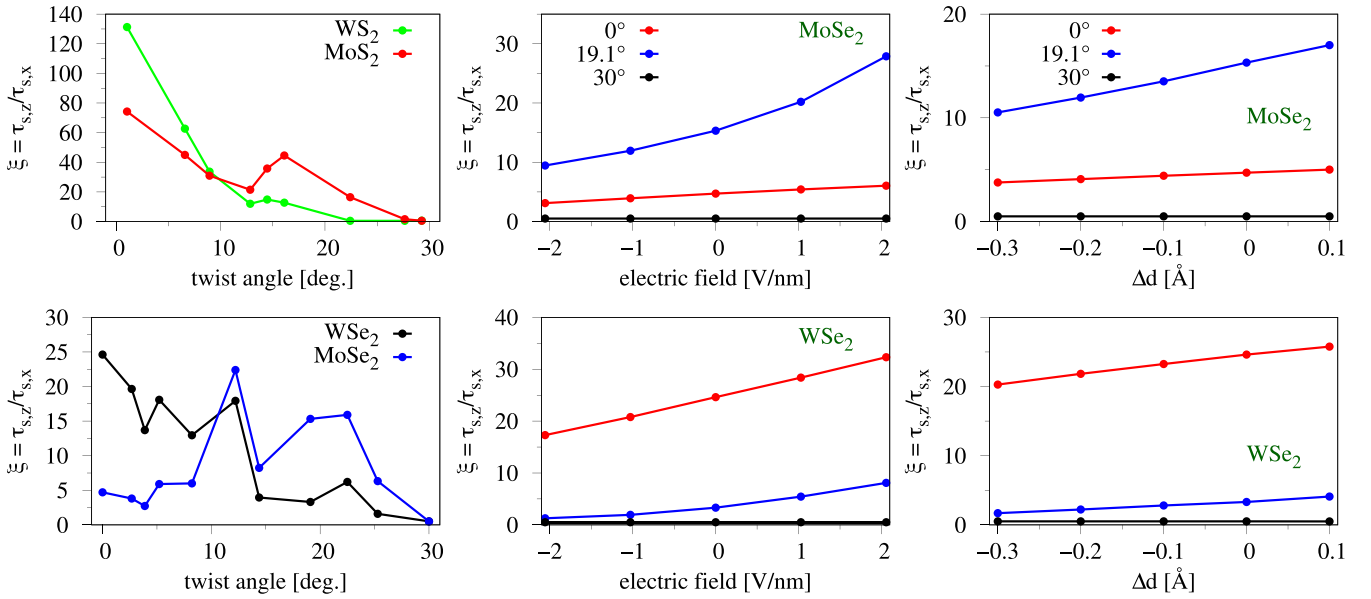 ξ = τs,z/τs,x
140
120
100
80
60
40
20
0
WS2
MoS2
0 10 20 30
twist angle [deg.]
ξ = τs,z/τs,x
30
20
10
0
0°
19.1°
30°
MoSe2
−2 −1 0 1 2
electric field [V/nm]
ξ = τs,z/τs,x
20
10
0
0°
19.1°
30°
MoSe2
−0.3 −0.2 −0.1 0 0.1
Δd [Å]
ξ = τs,z/τs,x
30
25
20
15
10
5
0
WSe2
MoSe2
0 10 20 30
twist angle [deg.]
ξ = τs,z/τs,x
40
30
20
10
0
WSe2
−2 −1 0 1 2
electric field [V/nm]
ξ = τs,z/τs,x
30
20
10
0
WSe2
−0.3 −0.2 −0.1 0 0.1
Δd [Å]